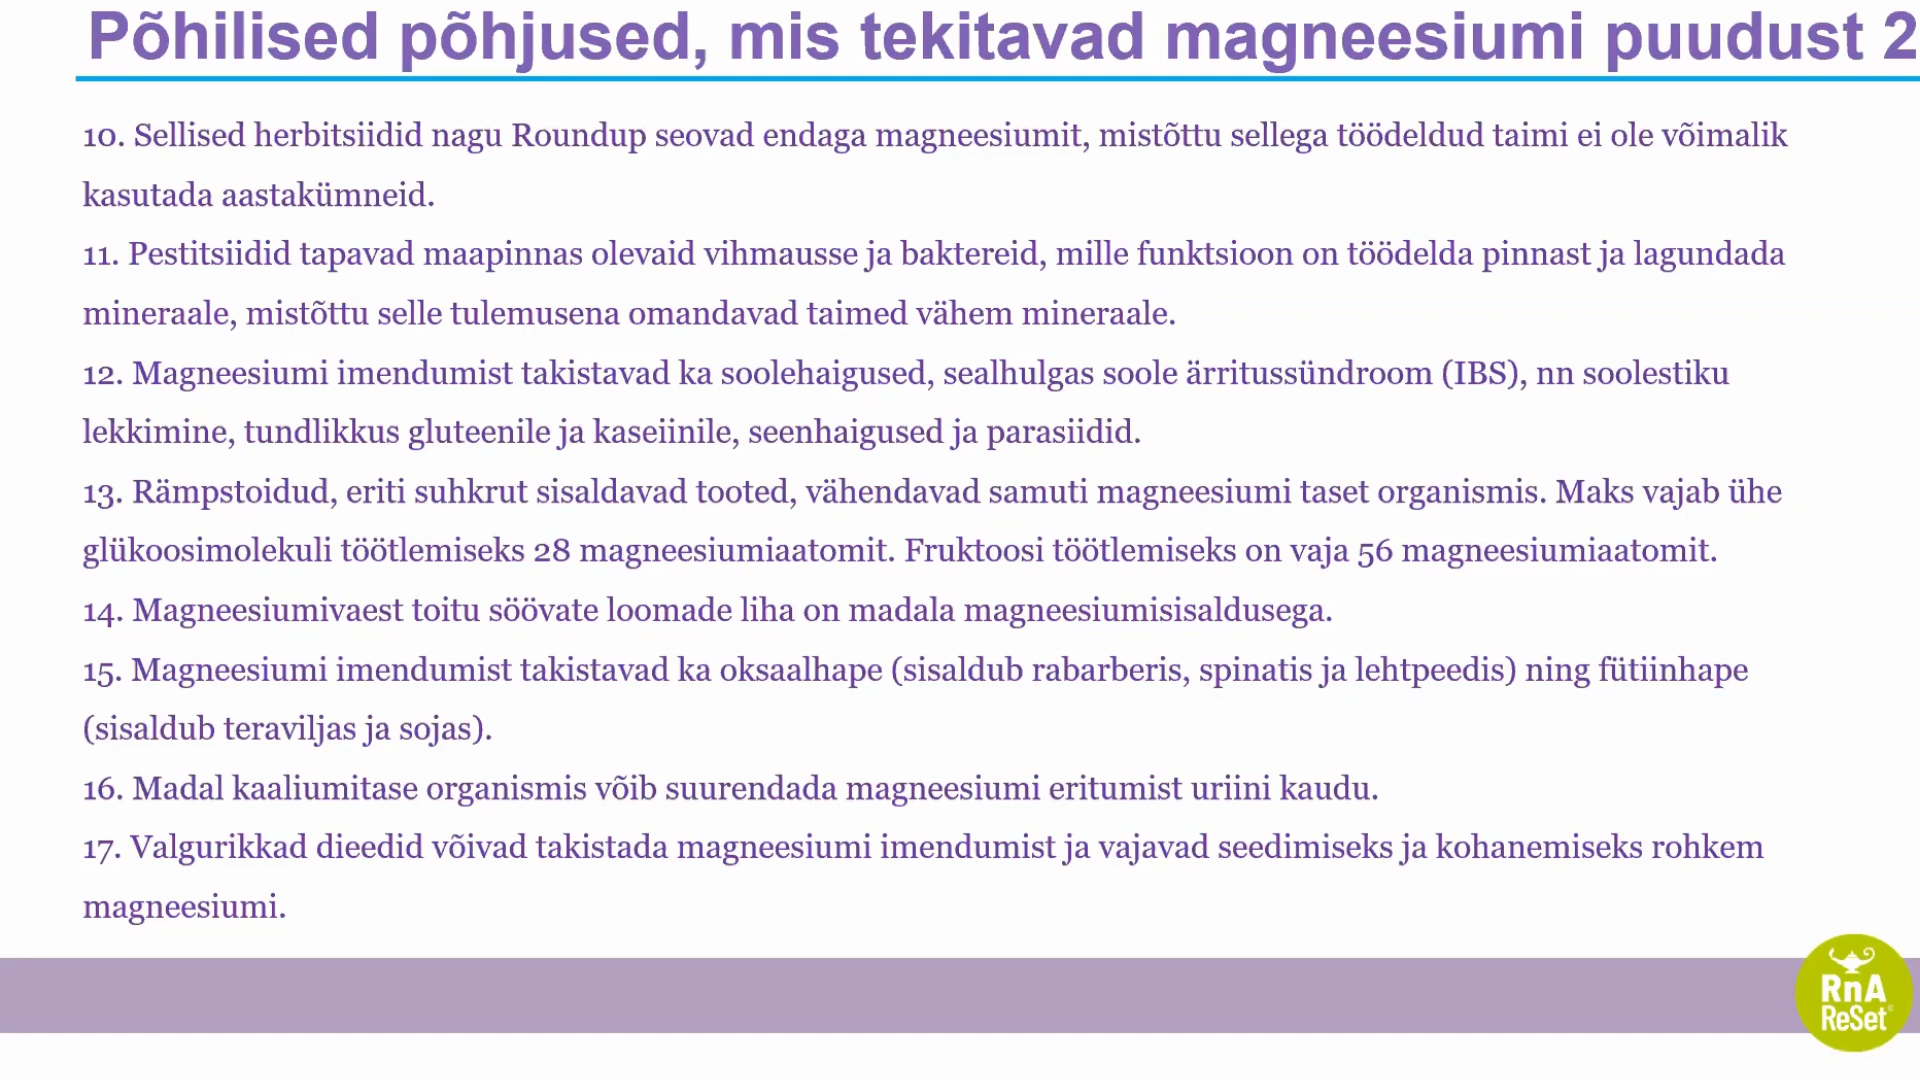 Põhilised põhjused, mis tekitavad magneesiumi puudust 2
10. Sellised herbitsiidid nagu Roundup seovad endaga magneesiumit, mistõttu sellega töödeldud taimi ei ole võimalik
kasutada aastakümneid.
11. Pestitsiidid tapavad maapinnas olevaid vihmausse ja baktereid, mille funktsioon on töödelda pinnast ja lagundada
mineraale, mistõttu selle tulemusena omandavad taimed vähem mineraale.
12. Magneesiumi imendumist takistavad ka soolehaigused, sealhulgas soole ärritussündroom (IBS), nn soolestiku
lekkimine, tundlikkus gluteenile ja kaseiinile, seenhaigused ja parasiidid.
13. Rämpstoidud, eriti suhkrut sisaldavad tooted, vähendavad samuti magneesiumi taset organismis. Maks vajab ühe
glükoosimolekuli töötlemiseks 28 magneesiumiaatomit. Fruktoosi töötlemiseks on vaja 56 magneesiumiaatomit.
14. Magneesiumivaest toitu söövate loomade liha on madala magneesiumisisaldusega.
15. Magneesiumi imendumist takistavad ka oksaalhape (sisaldub rabarberis, spinatis ja lehtpeedis) ning fütiinhape
(sisaldub teraviljas ja sojas).
16. Madal kaaliumitase organismis võib suurendada magneesiumi eritumist uriini kaudu.
17. Valgurikkad dieedid võivad takistada magneesiumi imendumist ja vajavad seedimiseks ja kohanemiseks rohkem
magneesiumi.
RnA
ReSet